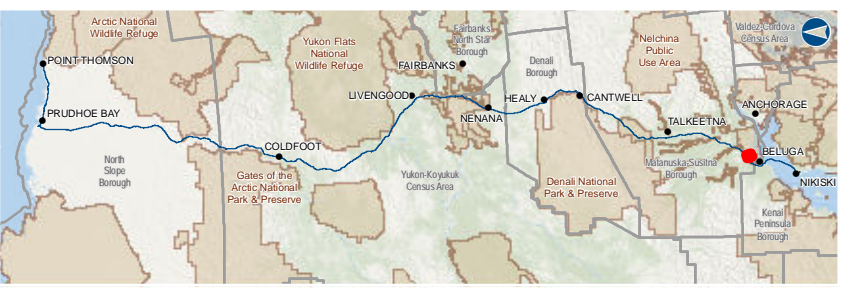 Arctic National
Wildlife Refuge
POINT THOMSON
PRUDHOE BAY
North
Slope
Borough
COLDFOOT
Gates of the
Arctic National
Park & Preserve
Yukon Flats
National
Wildlife Refuge
LIVENGOOD
Fairbanks
North Star
Borough
FAIRBANKS
NENANA
Yukon-Koyukuk
Census Area
Denali
Borough
HEALY
CANTWELL
Denali National
Park & Preserve
Nelchina
Public
Use Area
TALKEETNA
Matanuska-Susitna
Borough
Valdez-Cordova
Census Area
ANCHORAGE
BELUGA
NIKISKI
Kenai
Peninsula
Borough